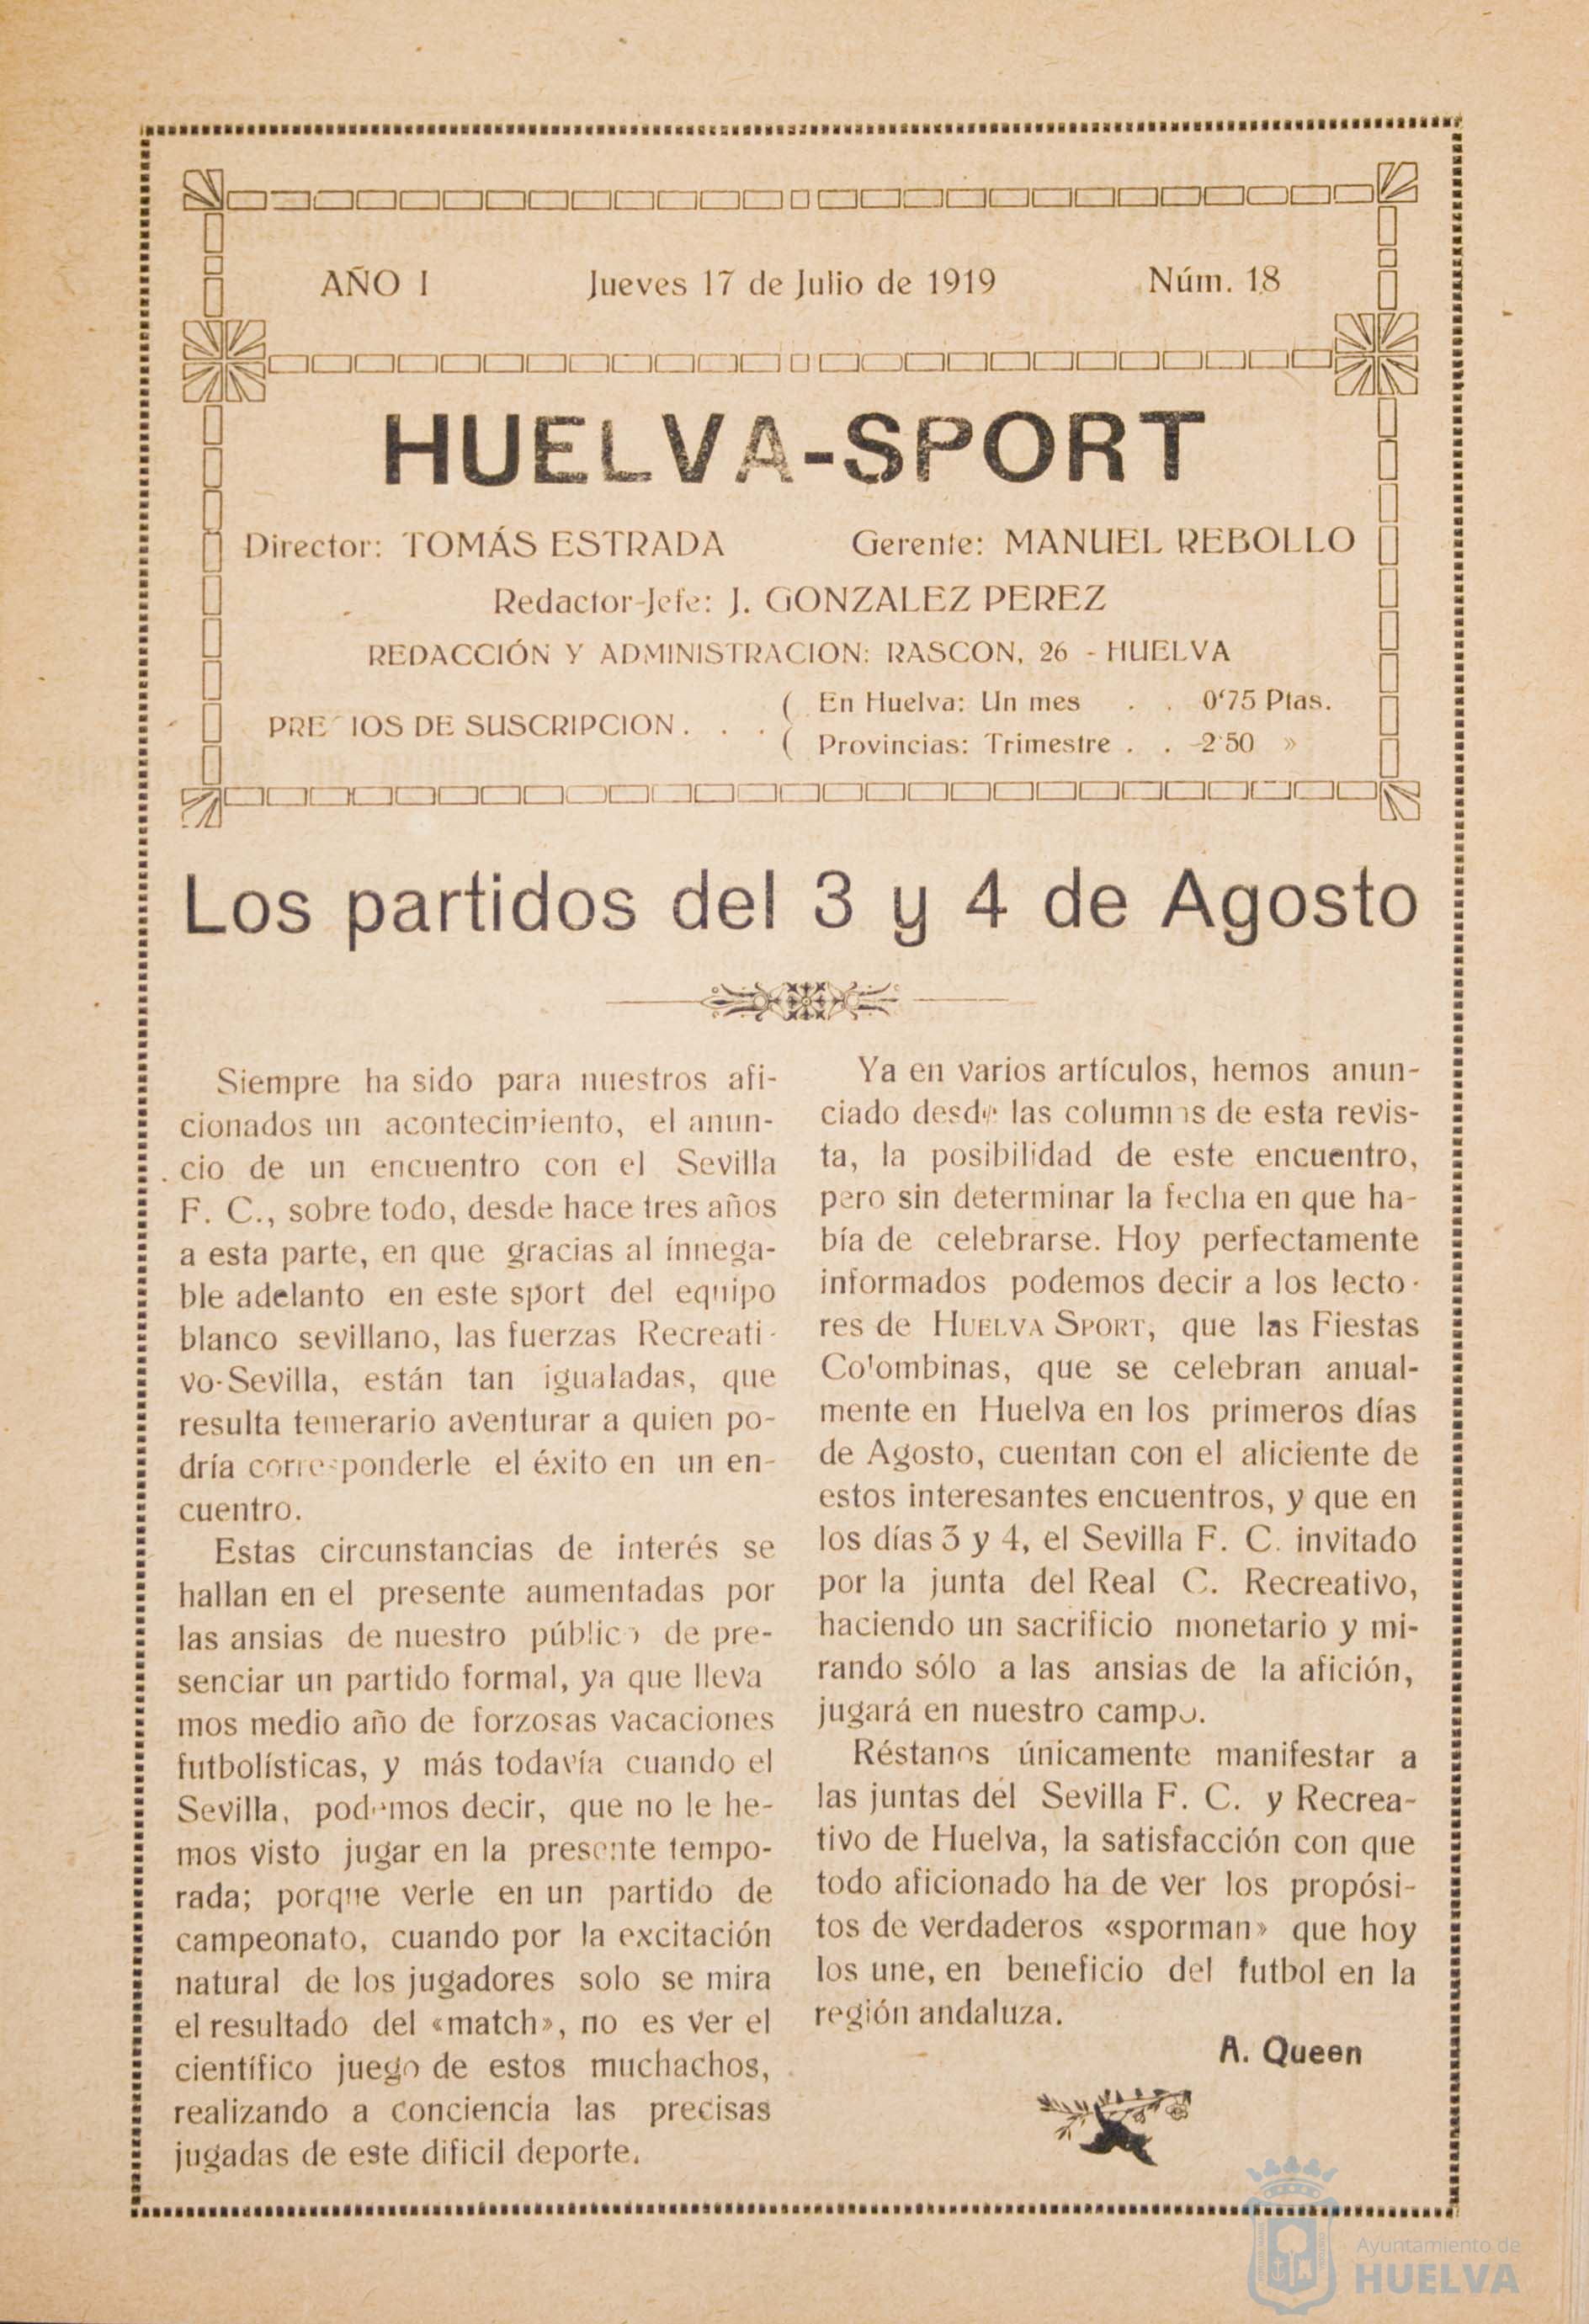 AÑO I
Jueves 17 de Julio de 1919
Núm. 18
HUELVA-SPORT
Director: TOMÁS ESTRADA
Gerente: MANUEL REBOLLO
Redactor-Jefe: J. GONZALEZ PEREZ
REDACCIÓN Y ADMINISTRACION: RASCON, 26 - HUELVA
PRECIOS DE SUSCRIPCION . . .
En Huelva: Un mes . . 0‘75 Ptas.
Provincias: Trimestre . . 2‘50 »
Los partidos del 3 y 4 de Agosto
Siempre ha sido para nuestros afi-
cionados un acontecimiento, el anun-
cio de un encuentro con el Sevilla
F. C., sobre todo, desde hace tres años
a esta parte, en que gracias al ínnega-
ble adelanto en este sport del equipo
blanco sevillano, las fuerzas Recreati-
vo-Sevilla, están tan igualadas, que
resulta temerario aventurar a quien po-
dría corresponderle el éxito en un en-
cuentro.
Estas circunstancias de interés se
hallan en el presente aumentadas por
las ansias de nuestro público de pre-
senciar un partido formal, ya que lleva
mos medio año de forzosas vacaciones
futbolísticas, y más todavía cuando el
Sevilla, podemos decir, que no le he-
mos visto jugar en la presente tempo-
rada; porque verle en un partido de
campeonato, cuando por la excitación
natural de los jugadores solo se mira
el resultado del «match», no es ver el
científico juego de estos muchachos,
realizando a conciencia las precisas
jugadas de este dificil deporte.
Ya en varios artículos, hemos anun-
ciado desde las columnas de esta revis-
ta, la posibilidad de este encuentro,
pero sin determinar la fecha en que ha-
bía de celebrarse. Hoy perfectamente
informados podemos decir a los lecto-
res de HUELVA SPORT, que las Fiestas
Colombinas, que se celebran anual-
mente en Huelva en los primeros días
de Agosto, cuentan con el aliciente de
estos interesantes encuentros, y que en
los días 3 y 4, el Sevilla F. C. invitado
por la junta del Real C. Recreativo,
haciendo un sacrificio monetario y mi-
rando sólo a las ansias de la afición,
jugará en nuestro campo.
Réstanos únicamente manifestar a
las juntas del Sevilla F. C. y Recrea-
tivo de Huelva, la satisfacción con que
todo aficionado ha de ver los propósi-
tos de verdaderos «sporman» que hoy
los une, en beneficio del futbol en la
región andaluza.
A. Queen
Ayuntamiento de
HUELVA